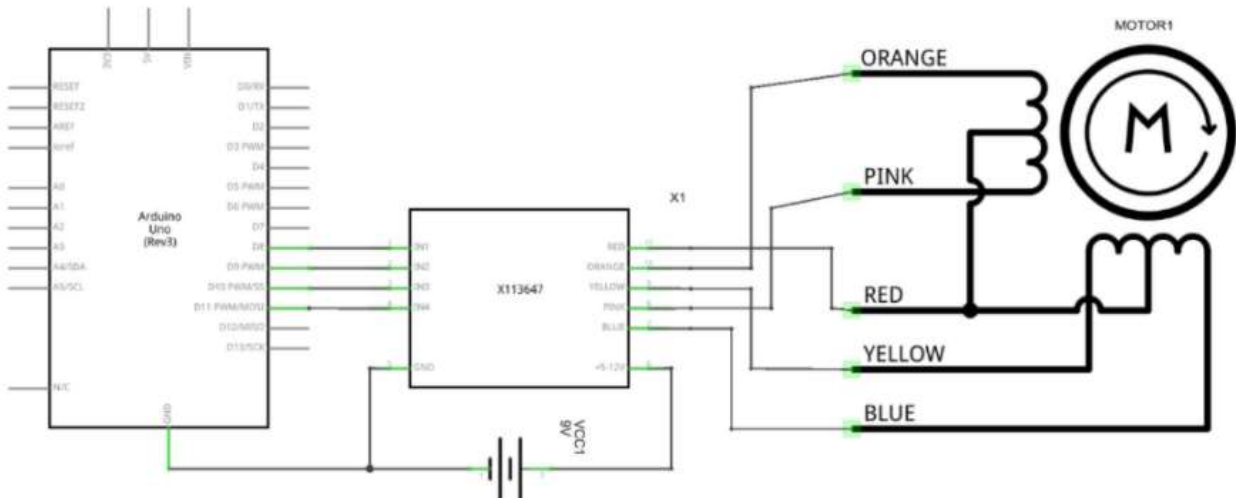 MOTOR1
ORANGE
3V3
5V
VIN
RESET
RESET2
AREF
ioref
A0
A1
A2
A3
A4/SDA
A5/SCL
N/C
D0/RX
D1/TX
D2
D3 PWM
D4
D5 PWM
D6 PWM
D7
D8
D9 PWM
D10 PWM/SS
D11 PWM/MOSI
D12/MISO
D13/SCK
GND
Arduino
Uno
(Rev3)
M
PINK
X1
IN1
IN2
IN3
IN4
GND
X113647
RED
ORANGE
YELLOW
PINK
BLUE
+5-12V
RED
YELLOW
BLUE
VCC1
9V